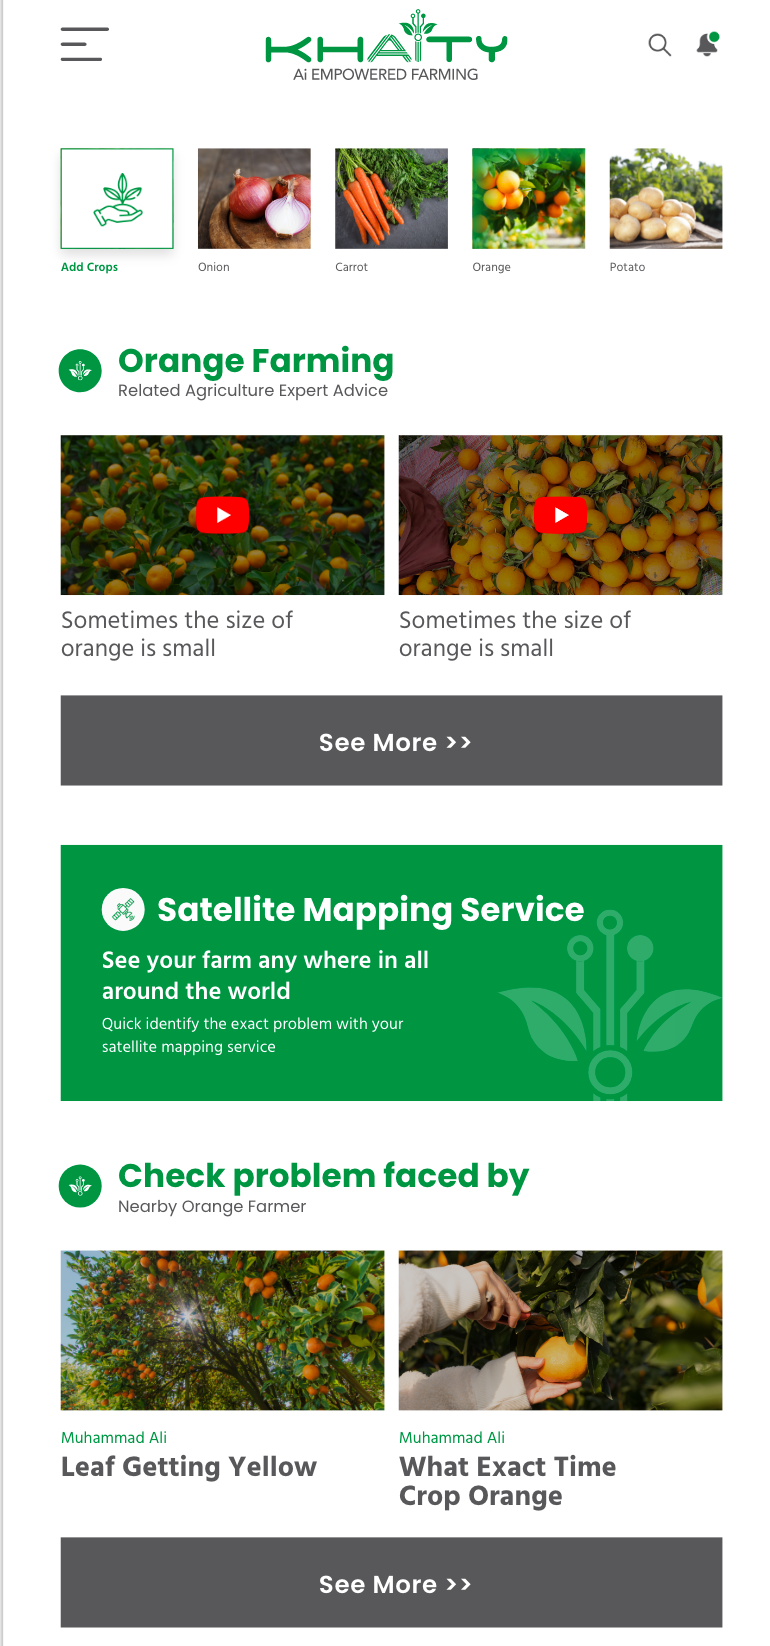 KHAITY
Ai EMPOWERED FARMING
Add Crops
Onion
Carrot
Orange
Potato
Orange Farming
Related Agriculture Expert Advice
Sometimes the size of
orange is small
Sometimes the size of
orange is small
See More >>
Satellite Mapping Service
See your farm any where in all
around the world
Quick identify the exact problem with your
satellite mapping service
Check problem faced by
Nearby Orange Farmer
Muhammad Ali
Leaf Getting Yellow
Muhammad Ali
What Exact Time
Crop Orange
See More >>